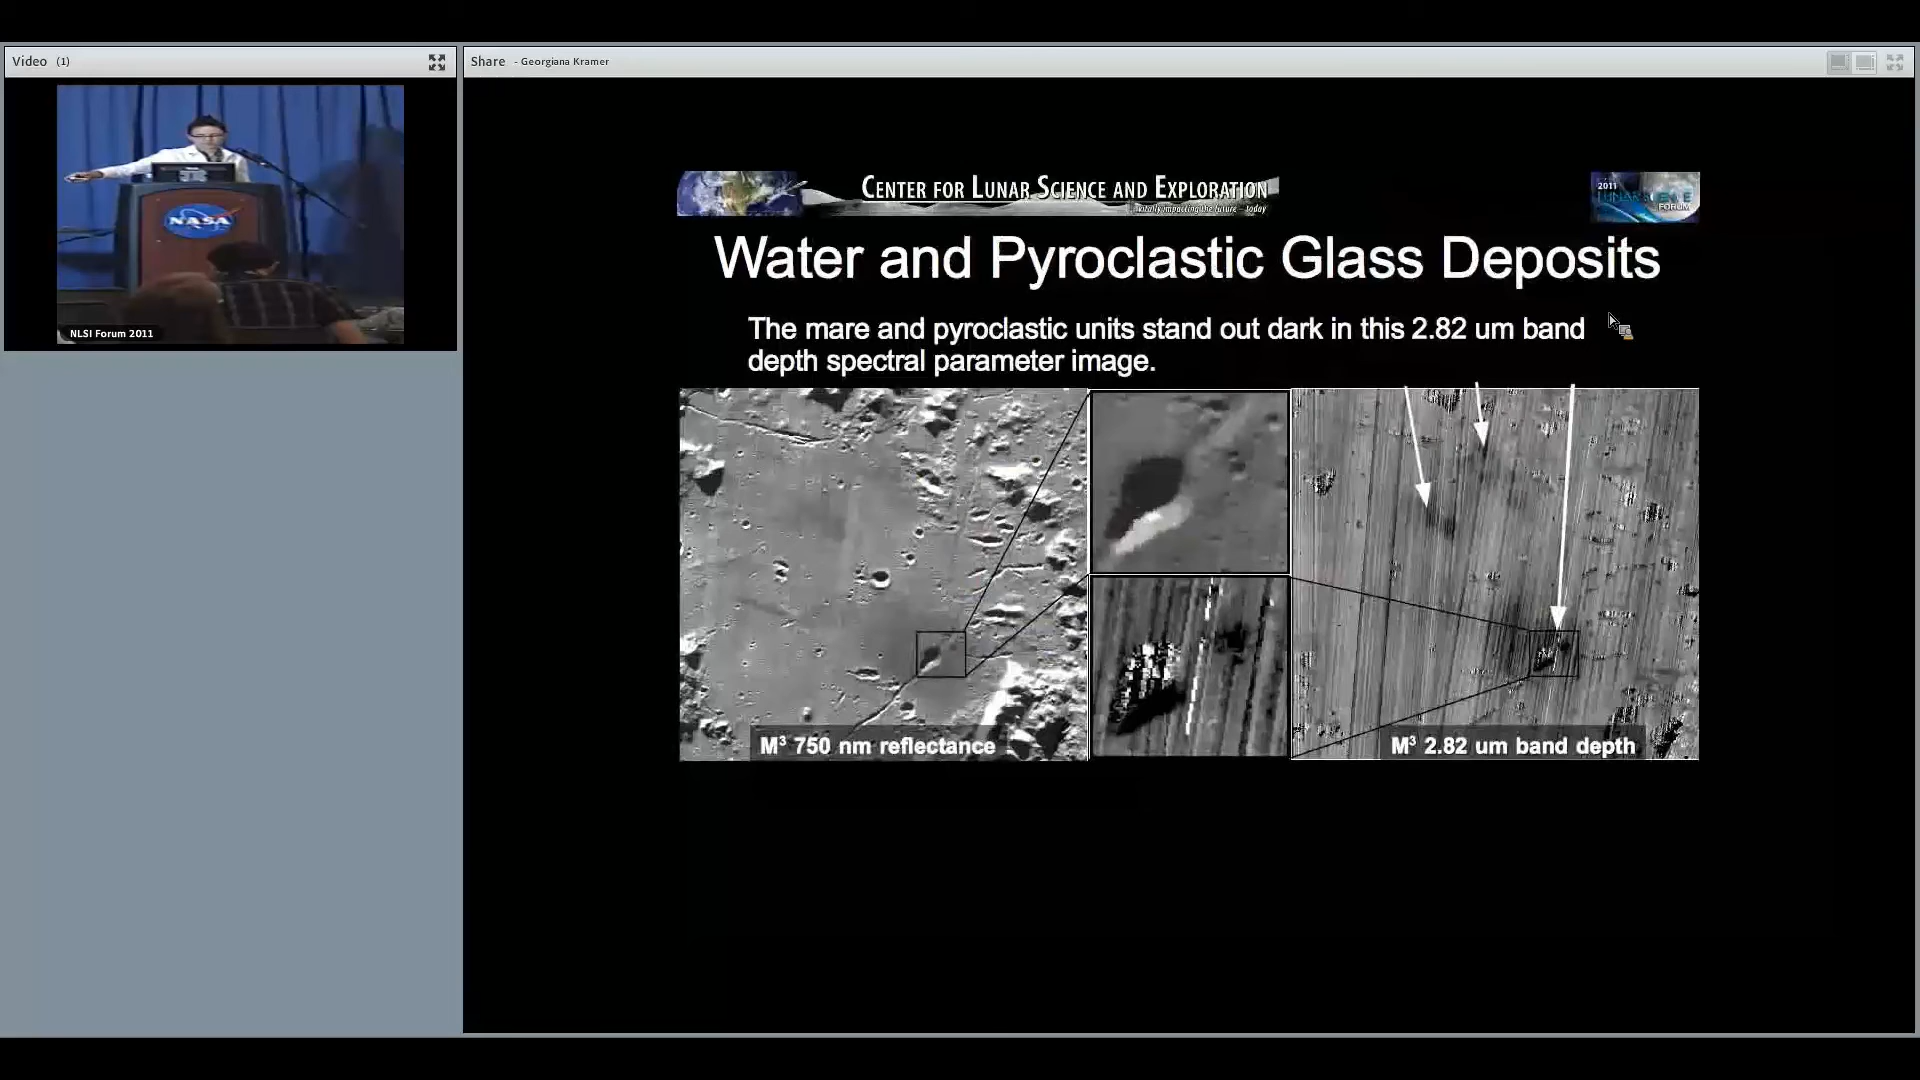 Video (1)
Share - Georgiana Kramer
NASA
NLSI Forum 2011
CENTER FOR LUNAR SCIENCE AND EXPLORATION
...vitally impacting the future - today
2011
LUNAR SCIENCE
FORUM
Water and Pyroclastic Glass Deposits
The mare and pyroclastic units stand out dark in this 2.82 um band
depth spectral parameter image.
M³ 750 nm reflectance
M³ 2.82 um band depth